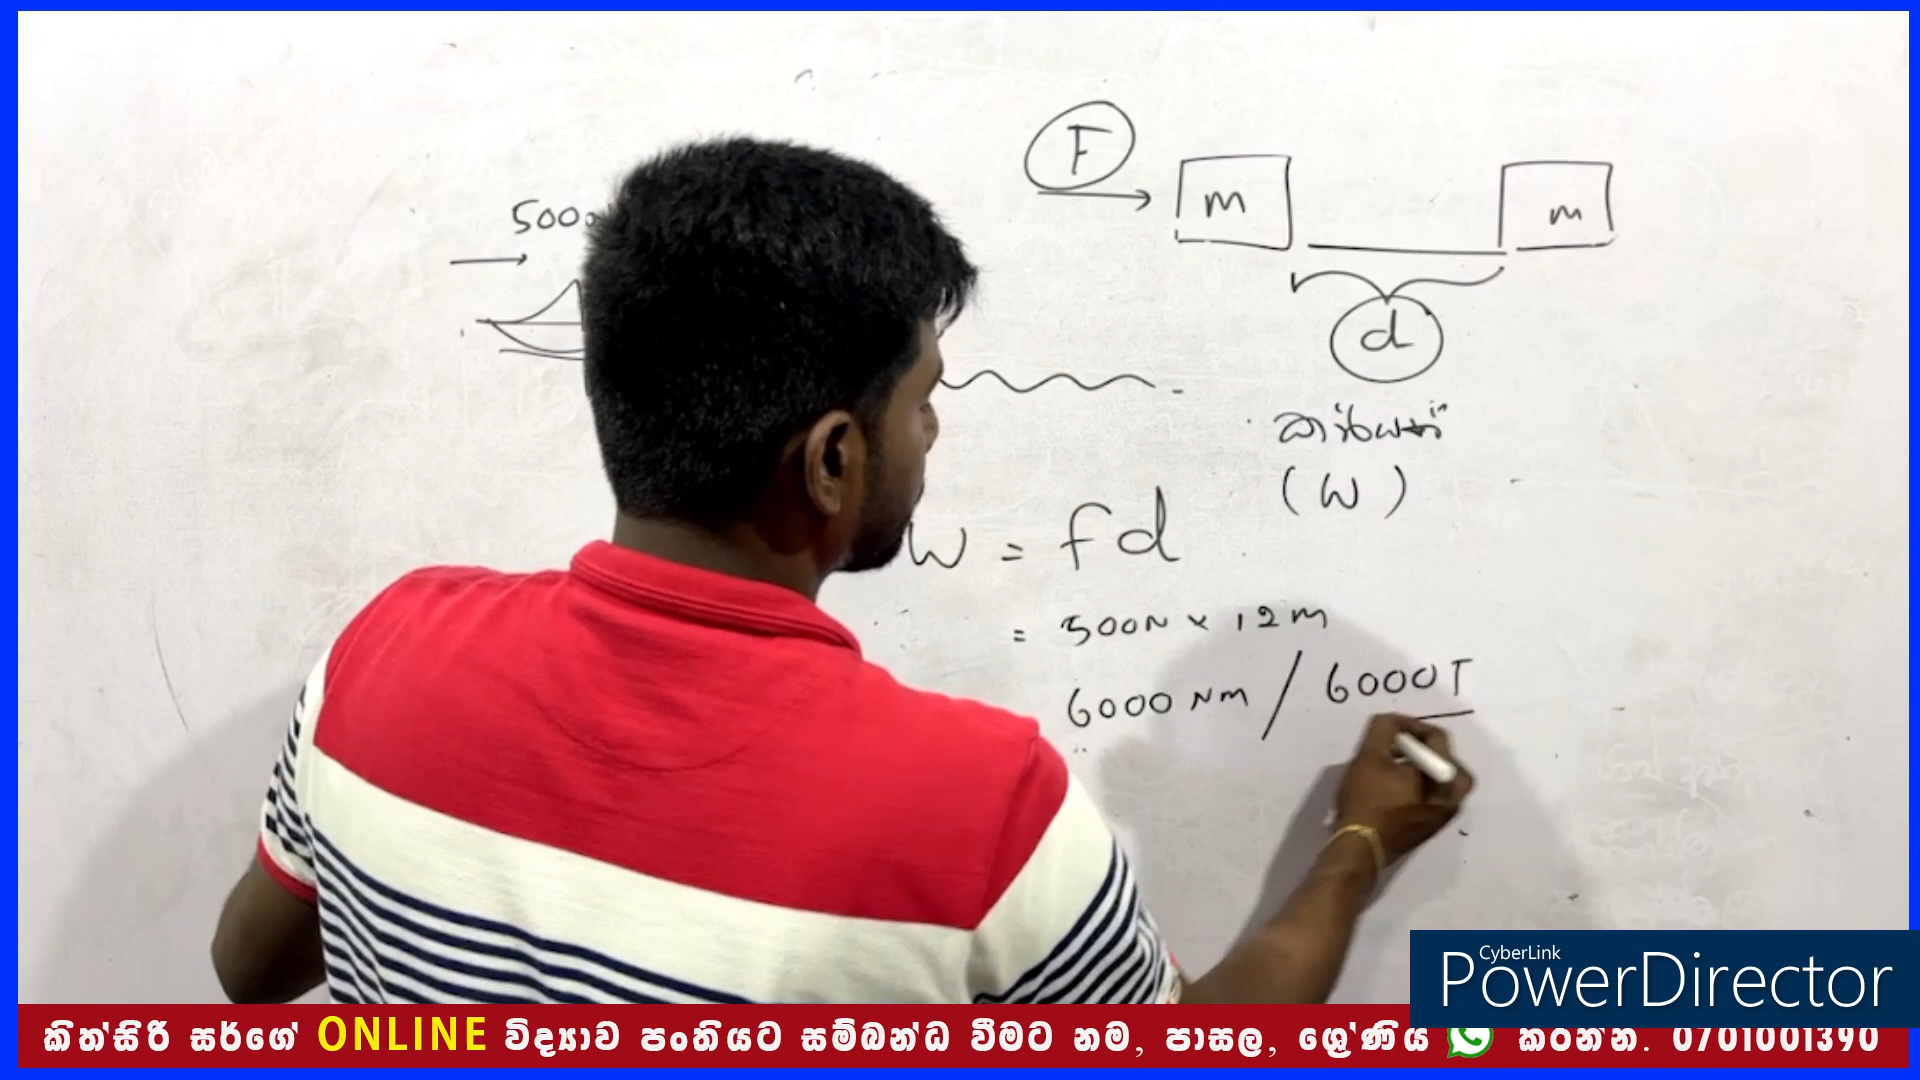 F
m
m
500
d
කාර්යය
(W)
W = fd
= 500N x 12m
6000 Nm / 6000J
CyberLink
PowerDirector
කිත්සිරි සර්ගේ ONLINE විද්‍යාව පංතියට සම්බන්ධ වීමට නම, පාසල, ශ්‍රේණිය කරන්න. 0701001390